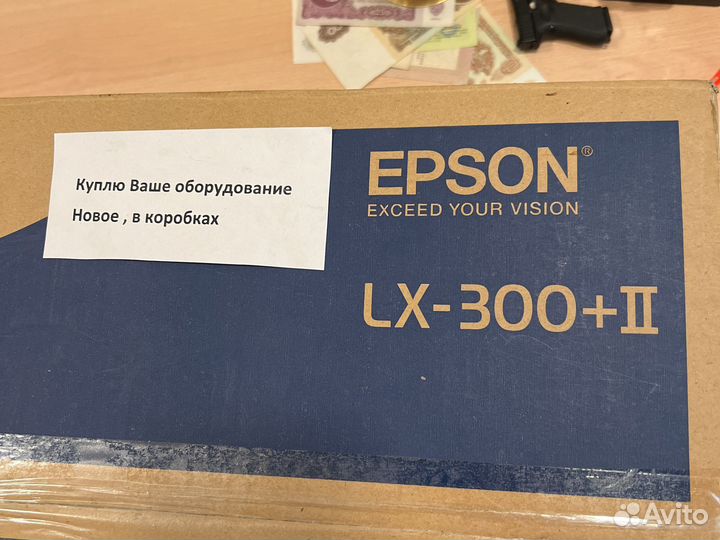 Куплю Ваше оборудование
Новое , в коробках
EPSON®
EXCEED YOUR VISION
LX-300+II
Avito